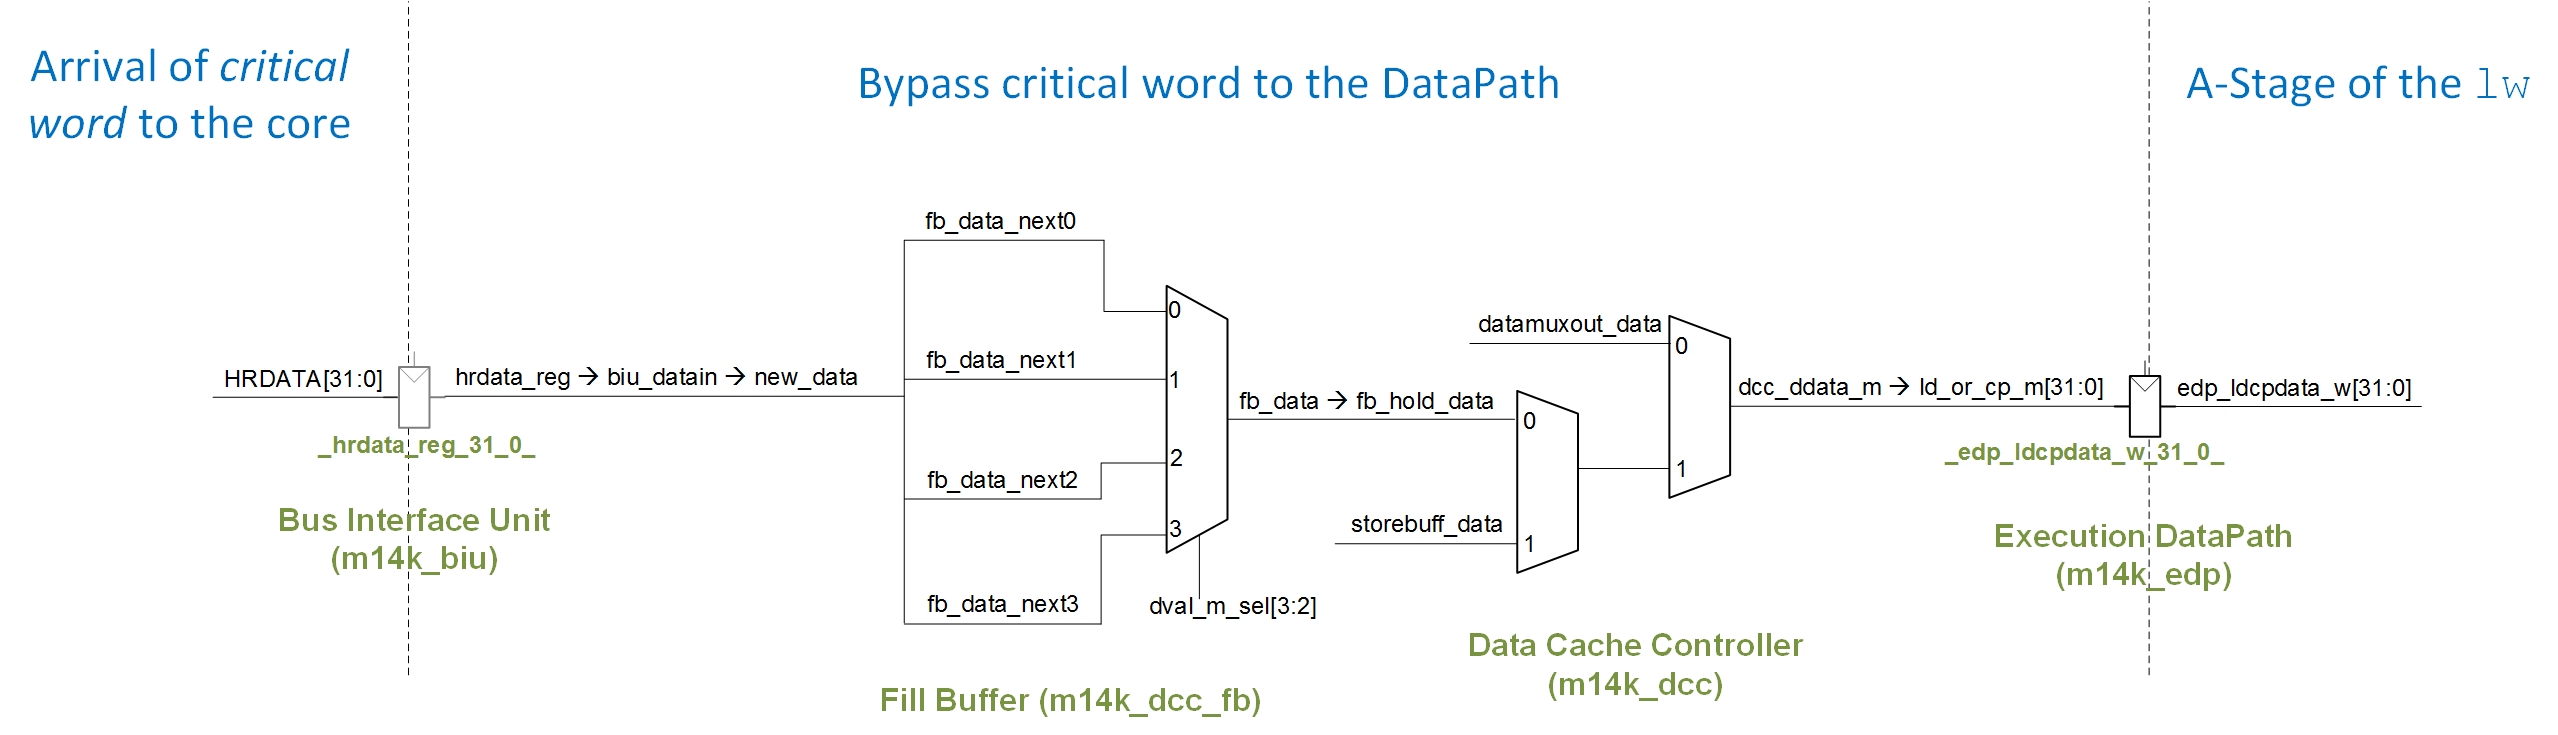 Arrival of critical
word to the core
Bypass critical word to the DataPath
A-Stage of the lw
fb_data_next0
0
fb_data_next1
1
fb_data_next2
2
fb_data_next3
3
HRDATA[31:0]
hrdata_reg → biu_datain → new_data
_hrdata_reg_31_0_
Bus Interface Unit
(m14k_biu)
dval_m_sel[3:2]
Fill Buffer (m14k_dcc_fb)
fb_data → fb_hold_data
0
storebuff_data
1
datamuxout_data
0
1
Data Cache Controller
(m14k_dcc)
dcc_ddata_m → ld_or_cp_m[31:0]
edp_ldcpdata_w[31:0]
_edp_ldcpdata_w_31_0_
Execution DataPath
(m14k_edp)